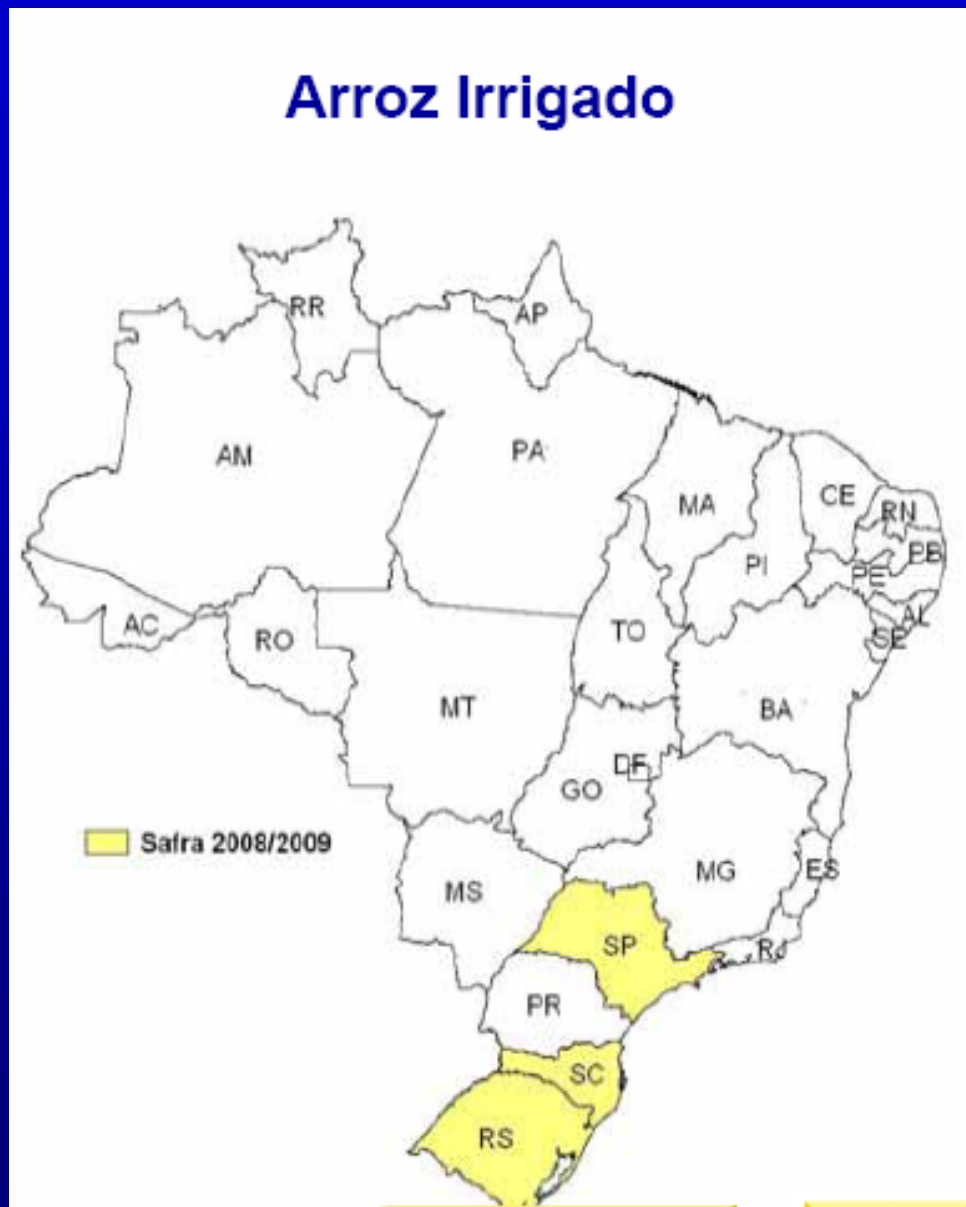 Arroz Irrigado
RR
AP
AM
PA
MA
CE
RN
PB
PI
PE
AL
SE
AC
RO
TO
MT
BA
DF
GO
Safra 2008/2009
MS
MG
ES
SP
RJ
PR
SC
RS